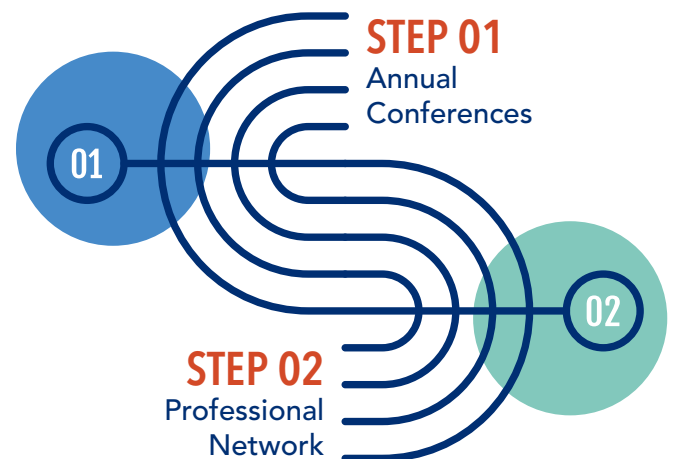 STEP 01
Annual
Conferences
01
02
STEP 02
Professional
Network